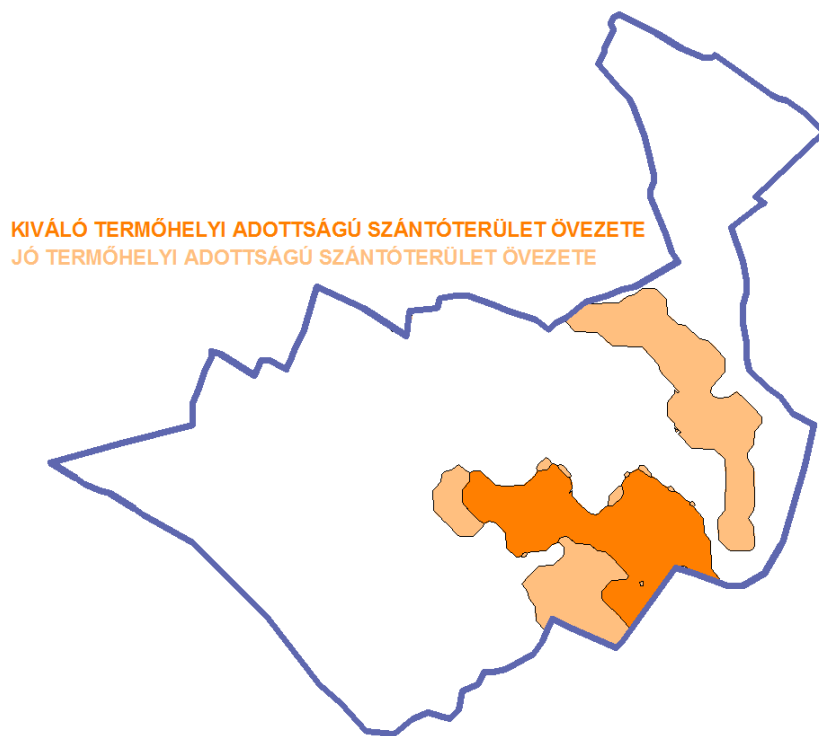 KIVÁLÓ TERMŐHELYI ADOTTSÁGÚ SZÁNTÓTERÜLET ÖVEZETE
JÓ TERMŐHELYI ADOTTSÁGÚ SZÁNTÓTERÜLET ÖVEZETE